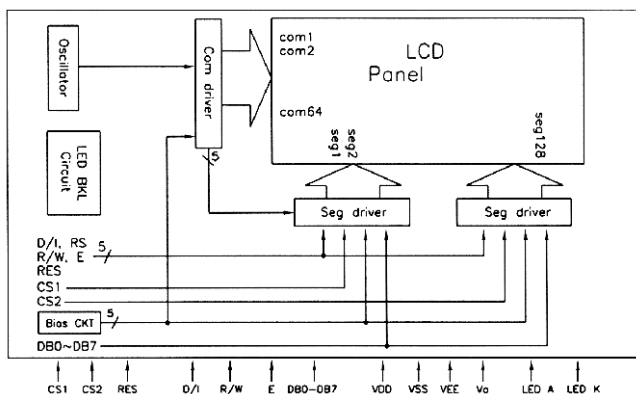 Oscillator
Com driver
com1
com2
com64
LCD
Panel
seg1
seg2
seg128
LED BKL
Circuit
5
Seg driver
Seg driver
D/I, RS
R/W, E
RES
5
CS1
CS2
Bias CKT
5
DB0~DB7
CS1
CS2
RES
D/I
R/W
E
DB0-DB7
VDD
VSS
VEE
Vo
LED A
LED K